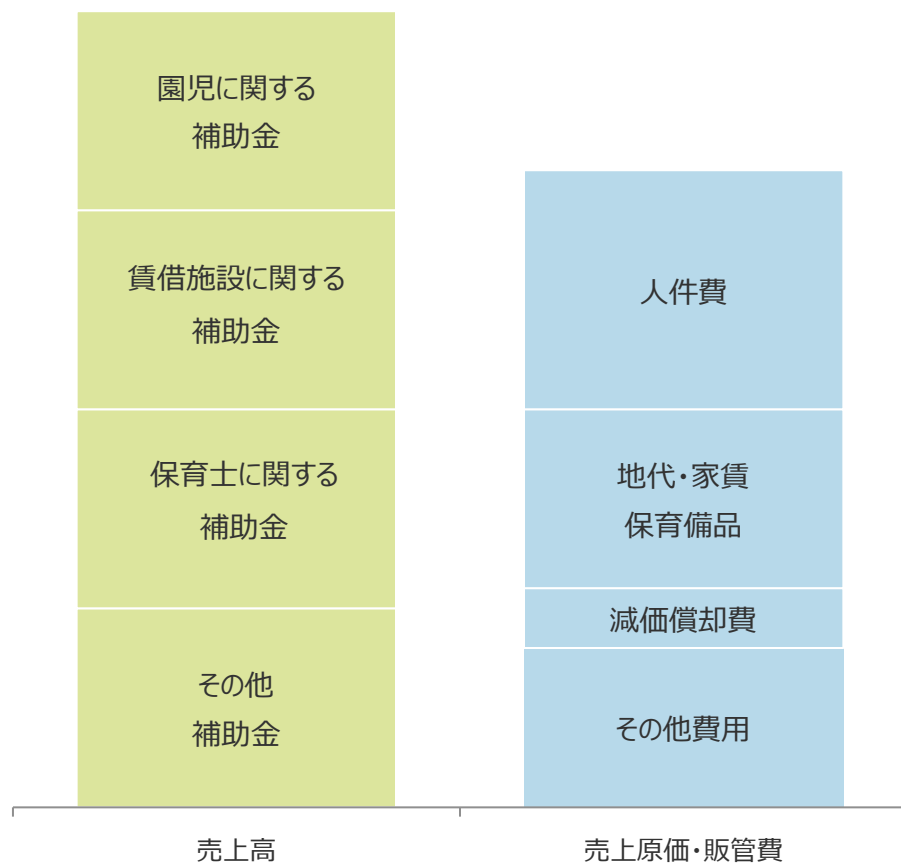 園児に関する
補助金
賃借施設に関する
補助金
保育士に関する
補助金
その他
補助金
人件費
地代・家賃
保育備品
減価償却費
その他費用
売上高
売上原価・販管費